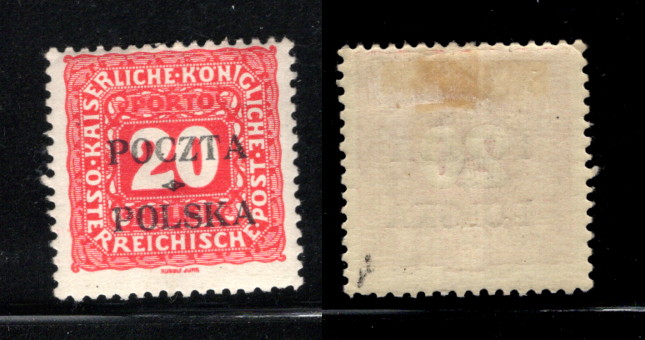 KAISERLICHE·KÖNIGLICHE·POST·ÖSTERREICHISCHE
PORTO
20
POCZTA
POLSKA